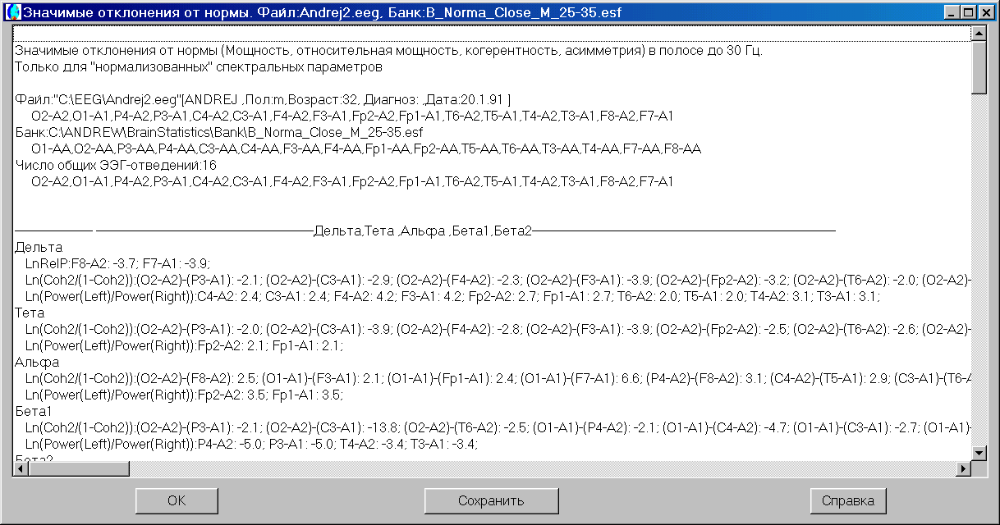 Значимые отклонения от нормы. Файл:Andrej2.eeg, Банк:B_Norma_Close_M_25-35.esf
Значимые отклонения от нормы (Мощность, относительная мощность, когерентность, асимметрия) в полосе до 30 Гц.
Только для "нормализованных" спектральных параметров
Файл:"C:\EEG\Andrej2.eeg"[ANDREJ ,Пол:m,Возраст:32, Диагноз: ,Дата:20.1.91 ]
O2-A2,O1-A1,P4-A2,P3-A1,C4-A2,C3-A1,F4-A2,F3-A1,Fp2-A2,Fp1-A1,T6-A2,T5-A1,T4-A2,T3-A1,F8-A2,F7-A1
Банк:C:\ANDREW\BrainStatistics\Bank\B_Norma_Close_M_25-35.esf
O1-AA,O2-AA,P3-AA,P4-AA,C3-AA,C4-AA,F3-AA,F4-AA,Fp1-AA,Fp2-AA,T5-AA,T6-AA,T3-AA,T4-AA,F7-AA,F8-AA
Число общих ЭЭГ-отведений:16
O2-A2,O1-A1,P4-A2,P3-A1,C4-A2,C3-A1,F4-A2,F3-A1,Fp2-A2,Fp1-A1,T6-A2,T5-A1,T4-A2,T3-A1,F8-A2,F7-A1
Дельта,Тета ,Альфа ,Бета1,Бета2
Дельта
LnRelP:F8-A2: -3.7; F7-A1: -3.9;
Ln(Coh2/(1-Coh2)):(O2-A2)-(P3-A1): -2.1; (O2-A2)-(C3-A1): -2.9; (O2-A2)-(F4-A2): -2.3; (O2-A2)-(F3-A1): -3.9; (O2-A2)-(Fp2-A2): -3.2; (O2-A2)-(T6-A2): -2.0; (O2-A2)-
Ln(Power(Left)/Power(Right)):C4-A2: 2.4; C3-A1: 2.4; F4-A2: 4.2; F3-A1: 4.2; Fp2-A2: 2.7; Fp1-A1: 2.7; T6-A2: 2.0; T5-A1: 2.0; T4-A2: 3.1; T3-A1: 3.1;
Тета
Ln(Coh2/(1-Coh2)):(O2-A2)-(P3-A1): -2.0; (O2-A2)-(C3-A1): -3.9; (O2-A2)-(F4-A2): -2.8; (O2-A2)-(F3-A1): -3.9; (O2-A2)-(Fp2-A2): -2.5; (O2-A2)-(T6-A2): -2.6; (O2-A2)-
Ln(Power(Left)/Power(Right)):Fp2-A2: 2.1; Fp1-A1: 2.1;
Альфа
Ln(Coh2/(1-Coh2)):(O2-A2)-(F8-A2): 2.5; (O1-A1)-(F3-A1): 2.1; (O1-A1)-(Fp1-A1): 2.4; (O1-A1)-(F7-A1): 6.6; (P4-A2)-(F8-A2): 3.1; (C4-A2)-(T5-A1): 2.9; (C3-A1)-(T6-A
Ln(Power(Left)/Power(Right)):Fp2-A2: 3.5; Fp1-A1: 3.5;
Бета1
Ln(Coh2/(1-Coh2)):(O2-A2)-(P3-A1): -2.1; (O2-A2)-(C3-A1): -13.8; (O2-A2)-(T6-A2): -2.5; (O1-A1)-(P4-A2): -2.1; (O1-A1)-(C4-A2): -4.7; (O1-A1)-(C3-A1): -2.7; (O1-A1)-
Ln(Power(Left)/Power(Right)):P4-A2: -5.0; P3-A1: -5.0; T4-A2: -3.4; T3-A1: -3.4;
Бета2
ОК
Сохранить
Справка